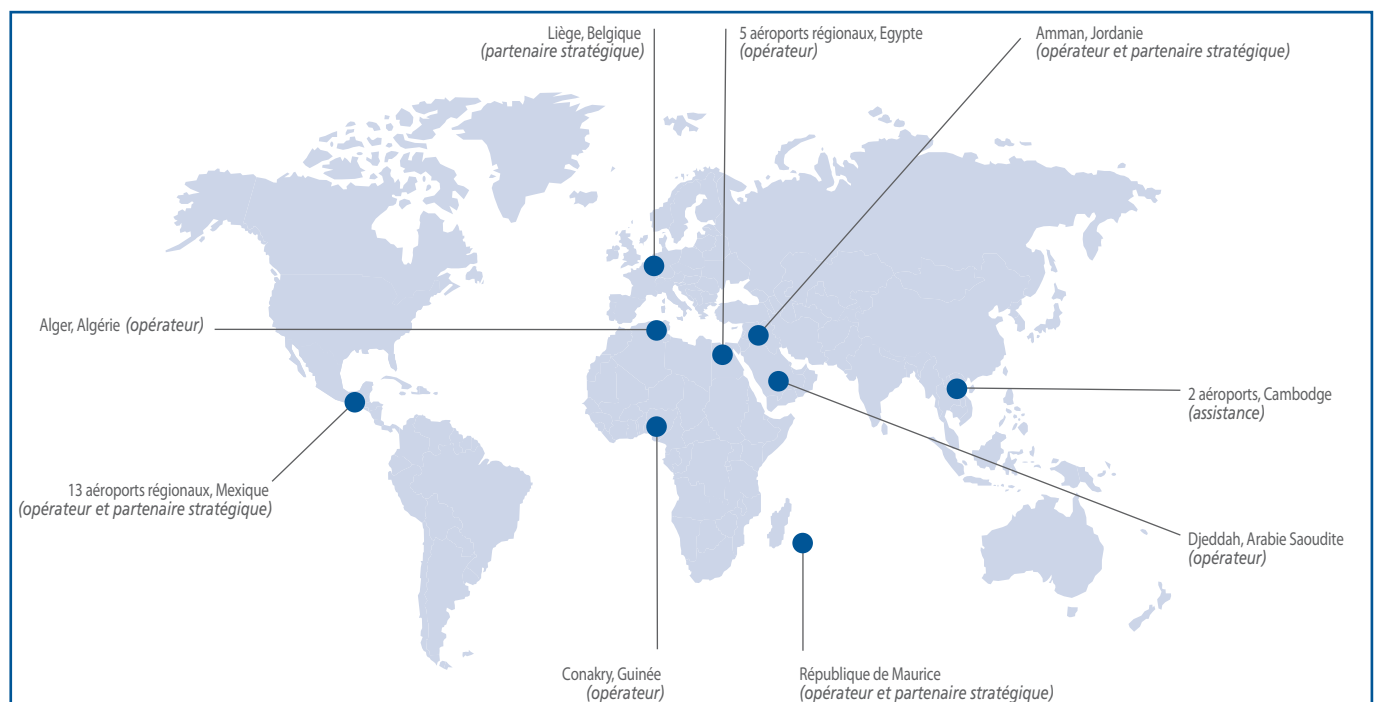 Liège, Belgique
(partenaire stratégique)
5 aéroports régionaux, Egypte
(opérateur)
Amman, Jordanie
(opérateur et partenaire stratégique)
Alger, Algérie (opérateur)
2 aéroports, Cambodge
(assistance)
13 aéroports régionaux, Mexique
(opérateur et partenaire stratégique)
Djeddah, Arabie Saoudite
(opérateur)
Conakry, Guinée
(opérateur)
République de Maurice
(opérateur et partenaire stratégique)